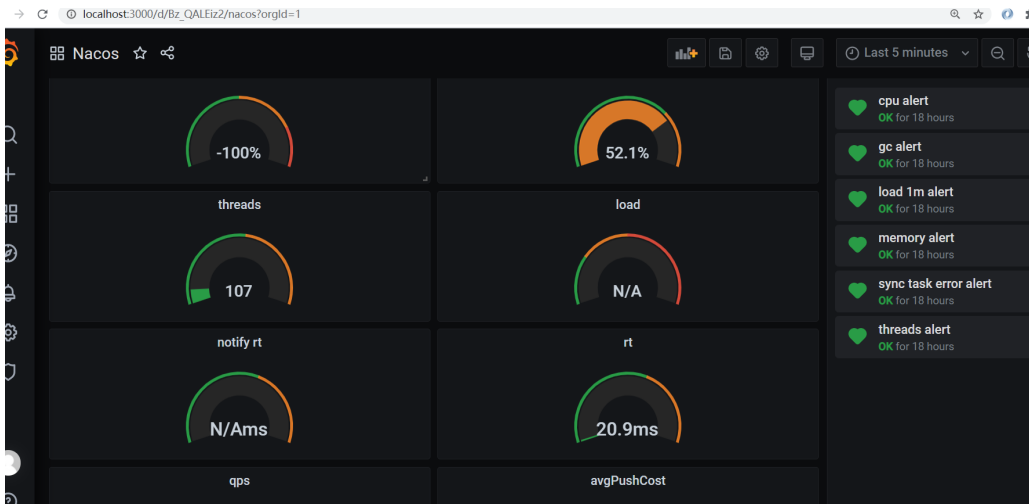 localhost:3000/d/Bz_QALEiz2/nacos?orgId=1
Nacos
Last 5 minutes
-100%
52.1%
threads
107
load
N/A
notify rt
N/Ams
rt
20.9ms
qps
avgPushCost
cpu alert
OK for 18 hours
gc alert
OK for 18 hours
load 1m alert
OK for 18 hours
memory alert
OK for 18 hours
sync task error alert
OK for 18 hours
threads alert
OK for 18 hours